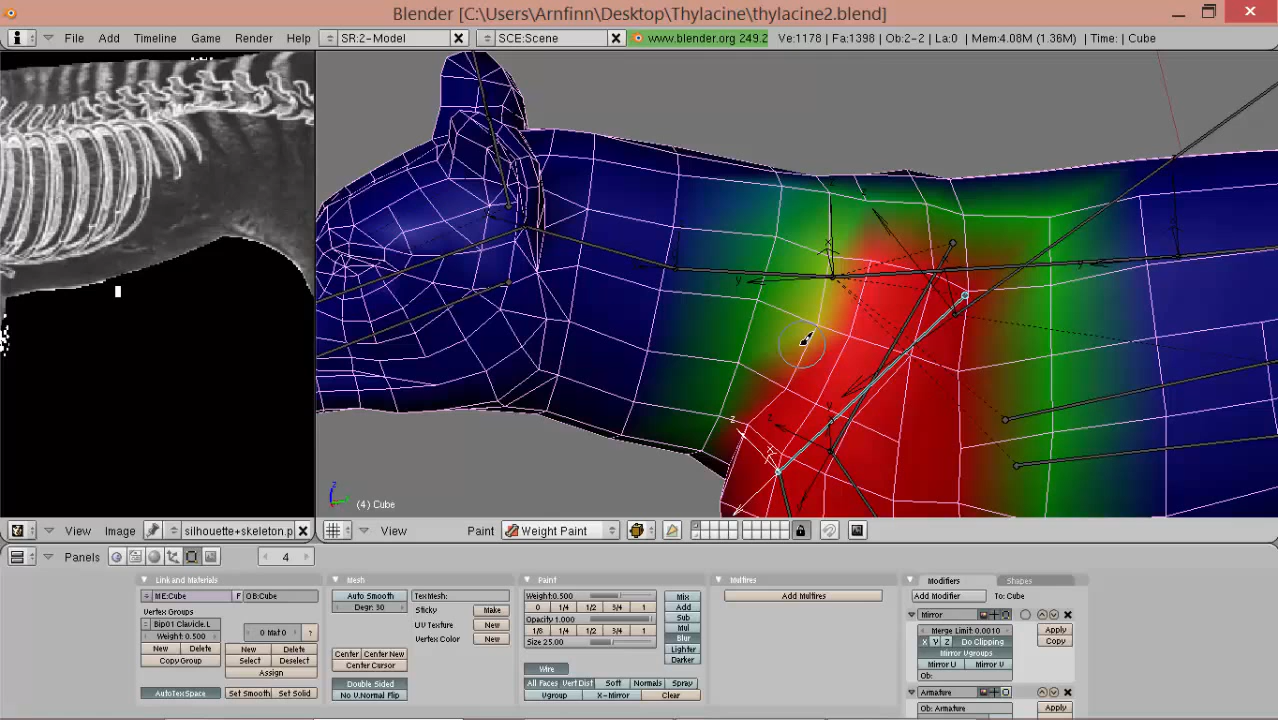 Blender [C:\Users\Arnfinn\Desktop\Thylacine\thylacine2.blend]
File Add Timeline Game Render Help SR:2-Model SCE:Scene www.blender.org 249.2 Ve:1178 | Fa:1398 | Ob:2-2 | La:0 | Mem:4.08M (1.36M) | Time: | Cube
x
y
y
z
z
z
(4) Cube
View Image silhouette+skeleton.p View Paint Weight Paint
Panels 4
Link and Materials Mesh Paint Multires Modifiers Shapes
ME:Cube F OB:Cube Auto Smooth TexMesh: Weight:0.500 Mix Add Multires Add Modifier To: Cube
Vertex Groups Degr: 30 Sticky Make 0 1/4 1/2 3/4 1 Add Mirror
Bip01 Clavicle.L 0 Mat 0 ? UV Texture New Opacity 1.000 Sub Merge Limit: 0.0010 Apply
Weight: 0.500 Vertex Color New 1/8 1/4 1/2 3/4 1 Mul X Y Z Do Clipping Copy
New Delete New Delete Size 25.00 Blur Mirror Vgroups
Copy Group Select Deselect Center Center New Lighter Mirror U Mirror V
Assign Center Cursor Wire Darker Ob:
AutoTexSpace Set Smooth Set Solid Double Sided All Faces Vert Dist Soft Normals Spray Armature
No V.Normal Flip Vgroup X-Mirror Clear Ob: Armature Apply